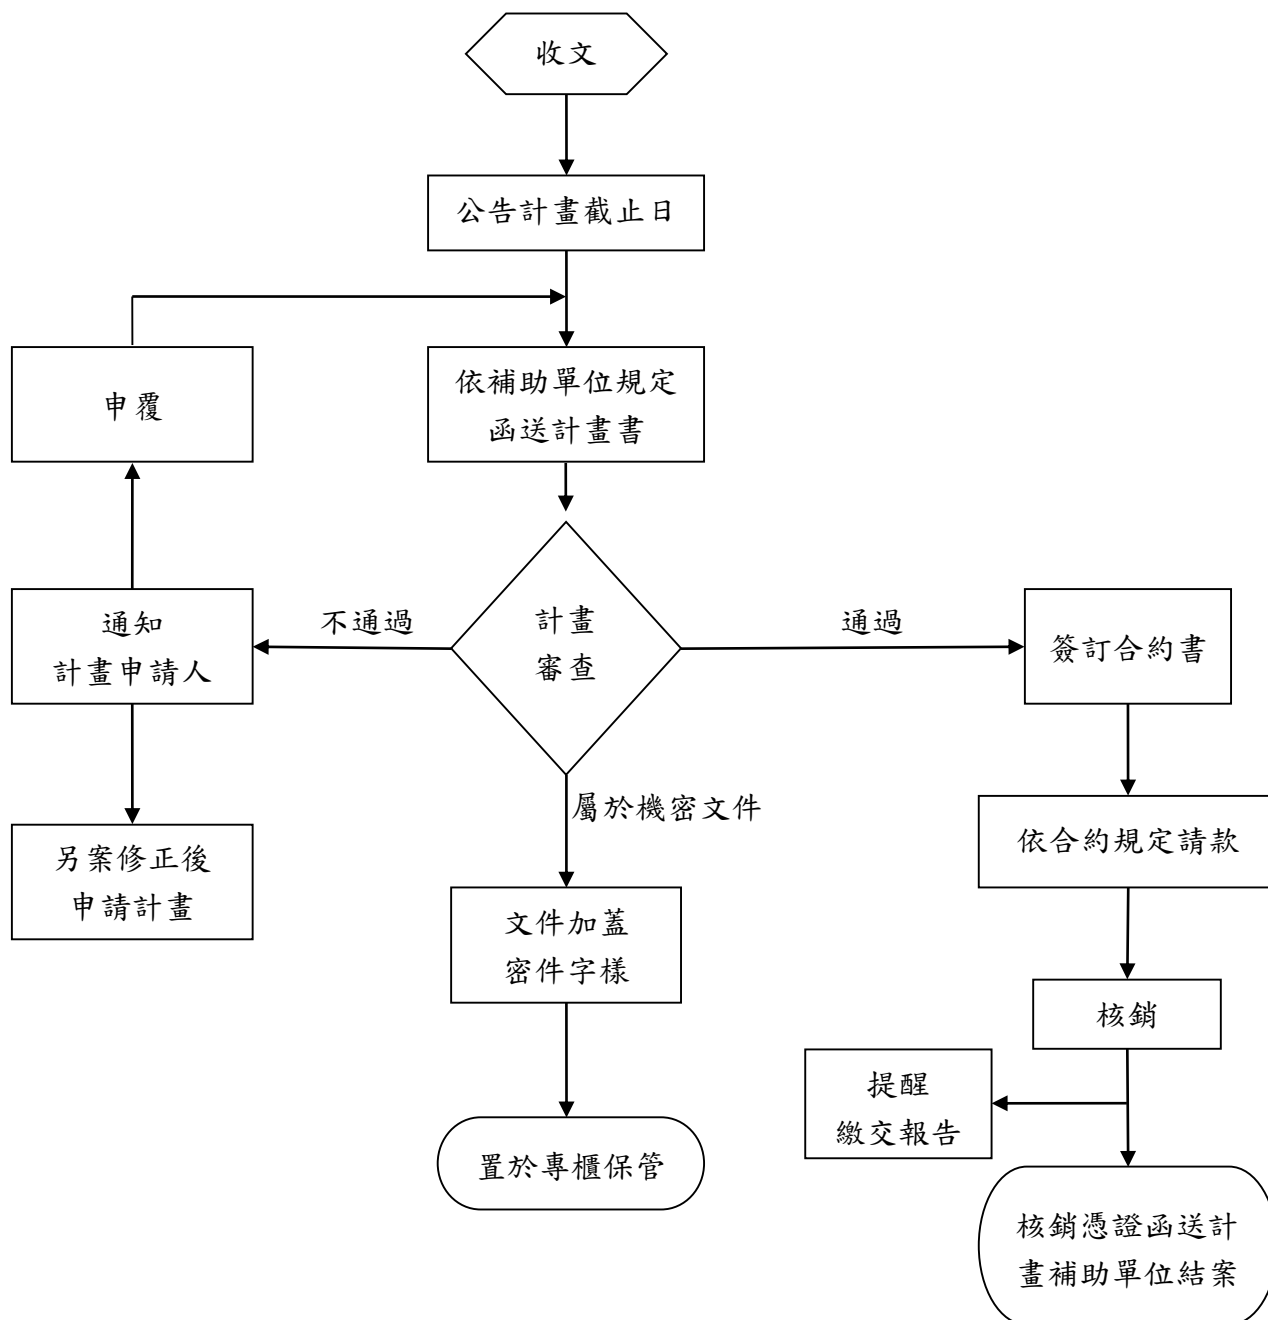 收文
公告計畫截止日
申覆
依補助單位規定
函送計畫書
通知
計畫申請人
不通過
計畫
審查
通過
簽訂合約書
屬於機密文件
另案修正後
申請計畫
依合約規定請款
文件加蓋
密件字樣
核銷
提醒
繳交報告
置於專櫃保管
核銷憑證函送計
畫補助單位結案